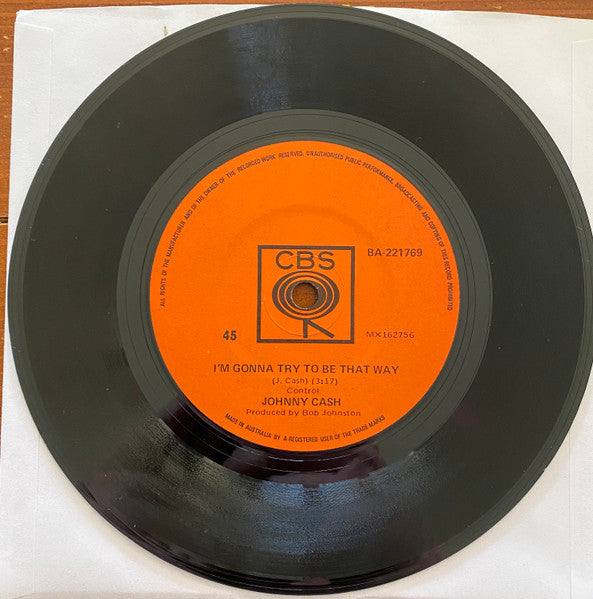 ALL RIGHTS OF THE MANUFACTURER AND OF THE OWNER OF THE RECORDED WORK RESERVED. UNAUTHORISED PUBLIC PERFORMANCE, BROADCASTING AND COPYING OF THIS RECORD PROHIBITED
CBS
BA-221769
45
MX162756
I'M GONNA TRY TO BE THAT WAY
(J. Cash) (3:17)
Control
JOHNNY CASH
Produced by Bob Johnston
MADE IN AUSTRALIA BY A REGISTERED USER OF THE TRADE MARKS